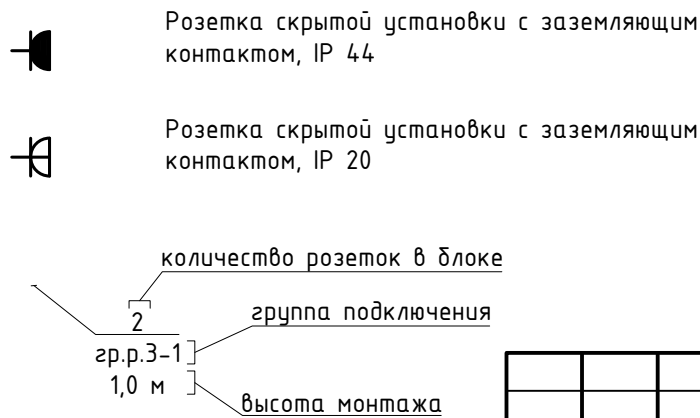 Розетка скрытой установки с заземляющим
контактом, IP 44
Розетка скрытой установки с заземляющим
контактом, IP 20
количество розеток в блоке
2
группа подключения
гр.р.3-1
1,0 м
высота монтажа